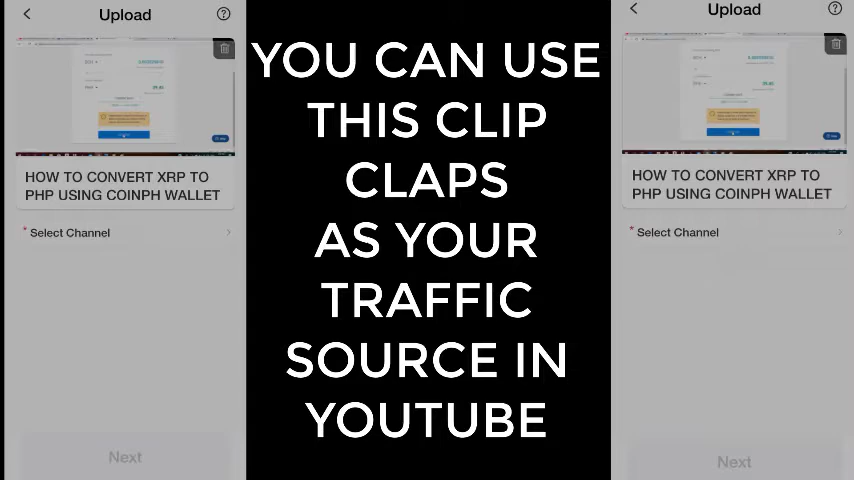 Upload
HOW TO CONVERT XRP TO
PHP USING COINPH WALLET
* Select Channel
Next
YOU CAN USE
THIS CLIP
CLAPS
AS YOUR
TRAFFIC
SOURCE IN
YOUTUBE
Upload
HOW TO CONVERT XRP TO
PHP USING COINPH WALLET
* Select Channel
Next